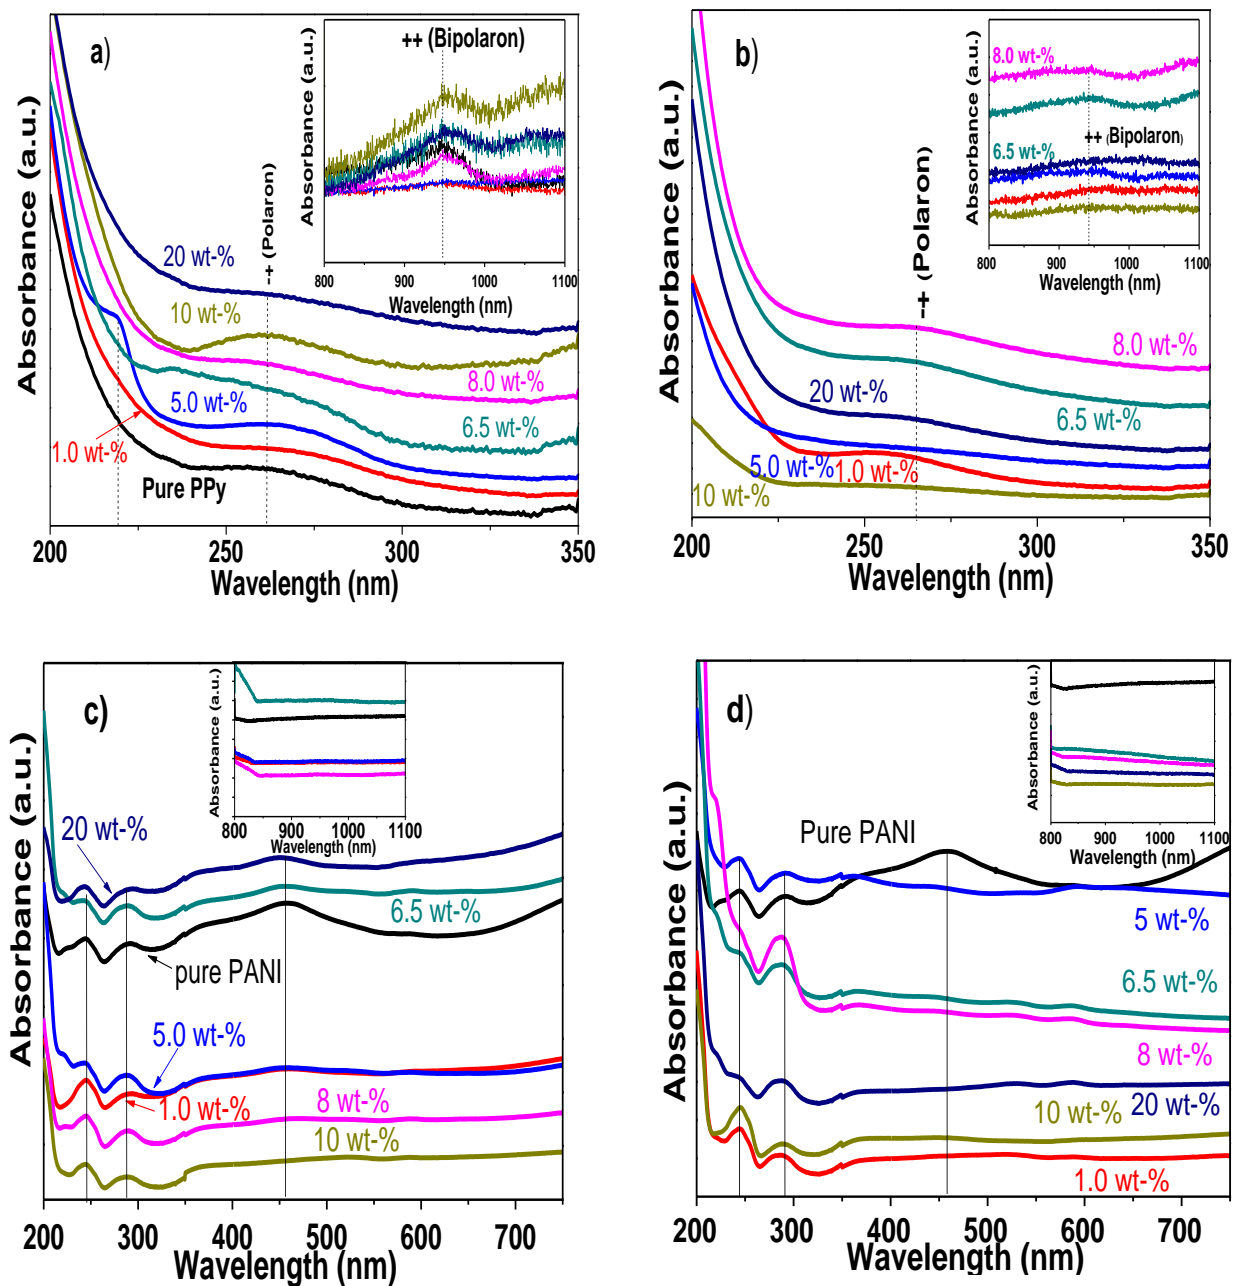 a)
++ (Bipolaron)
Absorbance (a.u.)
800 900 1000 1100
Wavelength (nm)
-+ (Polaron)
20 wt-%
10 wt-%
8.0 wt-%
5.0 wt-%
6.5 wt-%
1.0 wt-%
Pure PPy
Absorbance (a.u.)
200 250 300 350
Wavelength (nm)
b)
8.0 wt-%
++ (Bipolaron)
6.5 wt-%
Absorbance (a.u.)
800 900 1000 1100
Wavelength (nm)
-+ (Polaron)
8.0 wt-%
20 wt-%
6.5 wt-%
5.0 wt-%
1.0 wt-%
10 wt-%
Absorbance (a.u.)
200 250 300 350
Wavelength (nm)
c)
Absorbance (a.u.)
800 900 1000 1100
Wavelength (nm)
20 wt-%
6.5 wt-%
pure PANI
5.0 wt-%
1.0 wt-%
8 wt-%
10 wt-%
Absorbance (a.u.)
200 300 400 500 600 700
Wavelength (nm)
d)
Absorbance (a.u.)
800 900 1000 1100
Wavelength (nm)
Pure PANI
5 wt-%
6.5 wt-%
8 wt-%
10 wt-%
20 wt-%
1.0 wt-%
Absorbance (a.u.)
200 300 400 500 600 700
Wavelength (nm)